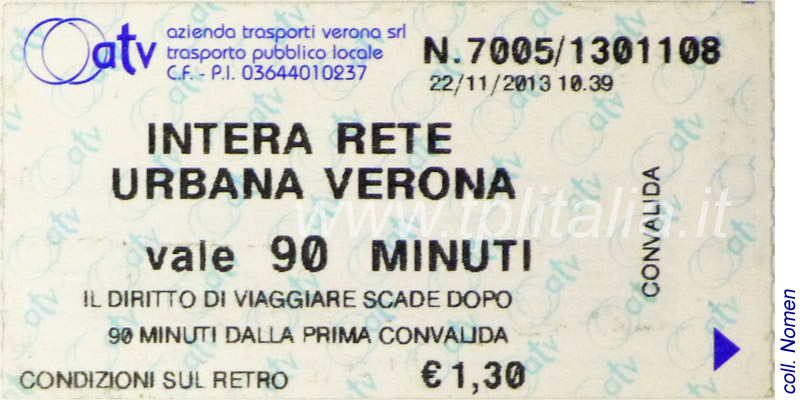 atv
azienda trasporti verona srl
trasporto pubblico locale
C.F. - P.I. 03644010237
N.7005/1301108
22/11/2013 10.39
INTERA RETE
URBANA VERONA
vale 90 MINUTI
IL DIRITTO DI VIAGGIARE SCADE DOPO
90 MINUTI DALLA PRIMA CONVALIDA
CONDIZIONI SUL RETRO
€ 1,30
CONVALIDA
www.tplitalia.it
coll. Nomen